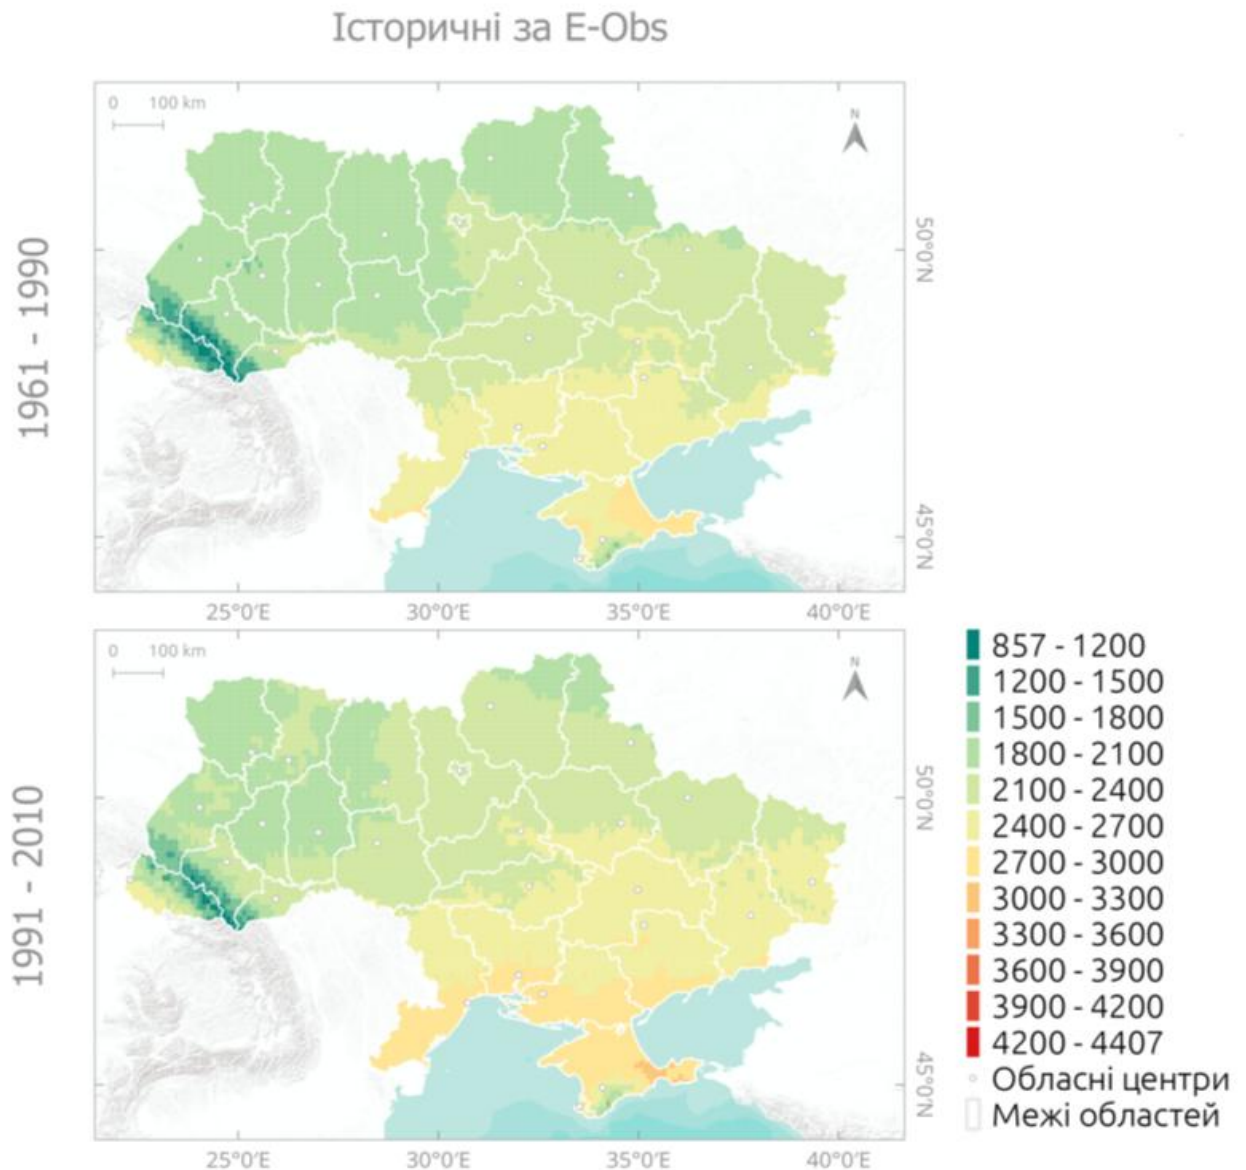 Історичні за E-Obs
0 100 km
N
1961 - 1990
50°0'N
45°0'N
25°0'E 30°0'E 35°0'E 40°0'E
0 100 km
N
1991 - 2010
50°0'N
45°0'N
25°0'E 30°0'E 35°0'E 40°0'E
857 - 1200
1200 - 1500
1500 - 1800
1800 - 2100
2100 - 2400
2400 - 2700
2700 - 3000
3000 - 3300
3300 - 3600
3600 - 3900
3900 - 4200
4200 - 4407
Обласні центри
Межі областей